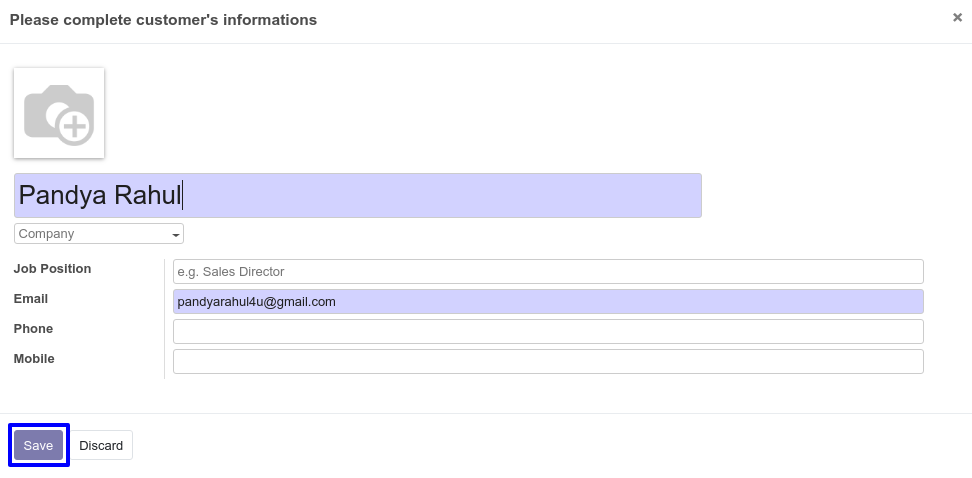 Please complete customer's informations
×
Pandya Rahul
Company
Job Position e.g. Sales Director
Email pandyarahul4u@gmail.com
Phone
Mobile
Save Discard